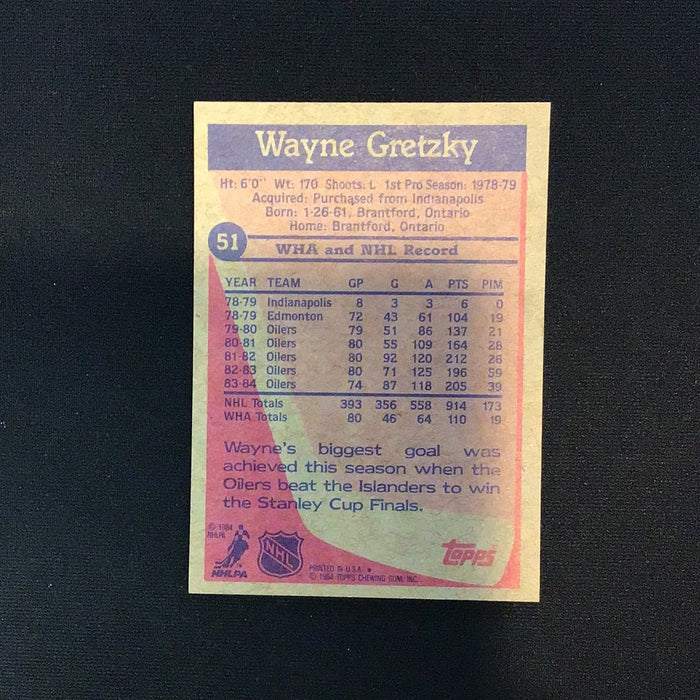 Wayne Gretzky
Ht: 6'0" Wt: 170 Shoots: L 1st Pro Season: 1978-79
Acquired: Purchased from Indianapolis
Born: 1-26-61, Brantford, Ontario
Home: Brantford, Ontario
51
WHA and NHL Record
YEAR TEAM GP G A PTS PIM
78-79 Indianapolis 8 3 3 6 0
78-79 Edmonton 72 43 61 104 19
79-80 Oilers 79 51 86 137 21
80-81 Oilers 80 55 109 164 28
81-82 Oilers 80 92 120 212 26
82-83 Oilers 80 71 125 196 59
83-84 Oilers 74 87 118 205 39
NHL Totals 393 356 558 914 173
WHA Totals 80 46 64 110 19
Wayne's biggest goal was
achieved this season when the
Oilers beat the Islanders to win
the Stanley Cup Finals.
© 1984
NHLPA
NHLPA
NHL
topps
PRINTED IN U.S.A. ★
© 1984 TOPPS CHEWING GUM, INC.